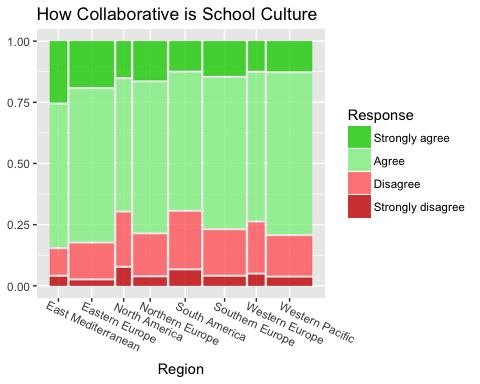 How Collaborative is School Culture
1.00
0.75
0.50
0.25
0.00
East Mediterranean
Eastern Europe
North America
Northern Europe
South America
Southern Europe
Western Europe
Western Pacific
Region
Response
Strongly agree
Agree
Disagree
Strongly disagree